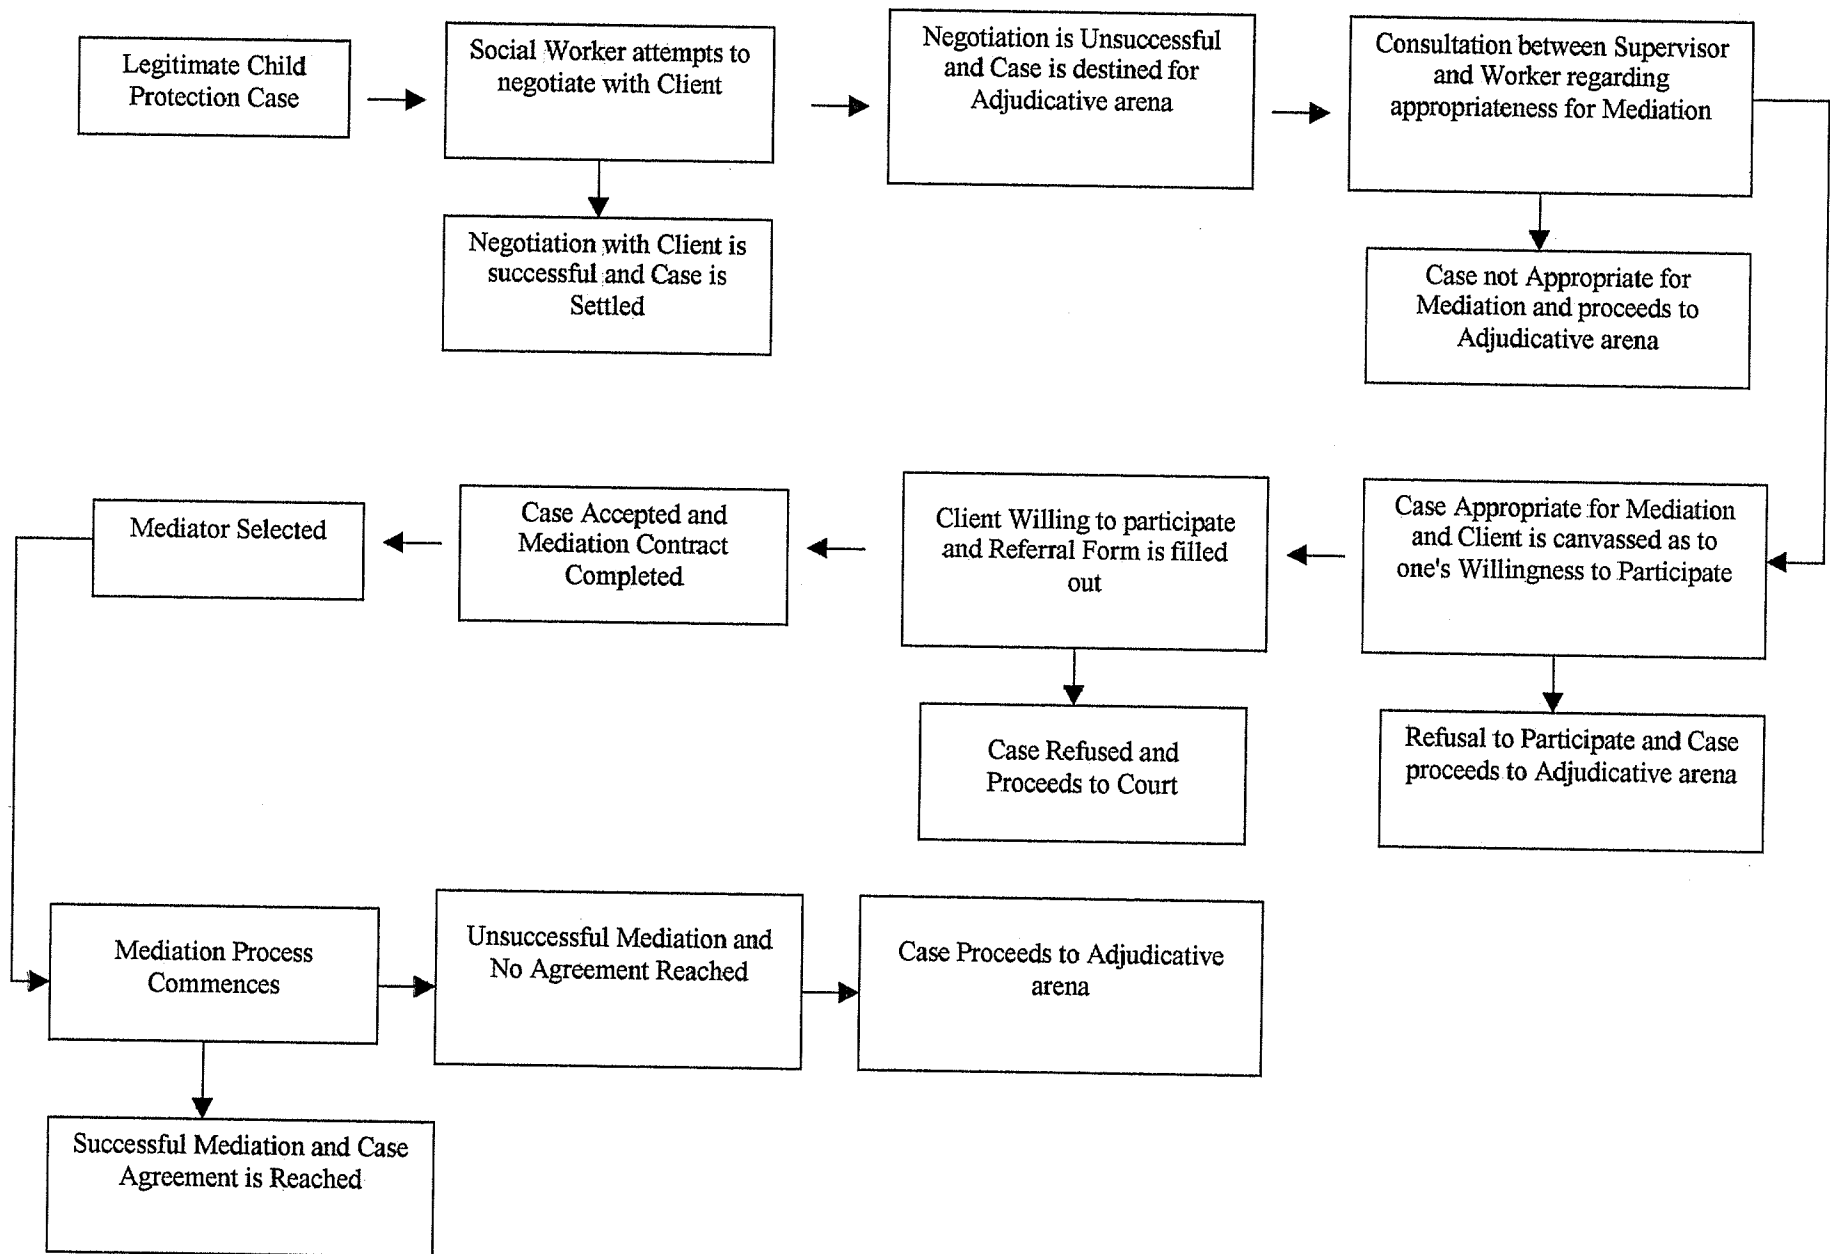 Legitimate Child
Protection Case
Social Worker attempts to
negotiate with Client
Negotiation is Unsuccessful
and Case is destined for
Adjudicative arena
Consultation between Supervisor
and Worker regarding
appropriateness for Mediation
Negotiation with Client is
successful and Case is
Settled
Case not Appropriate for
Mediation and proceeds to
Adjudicative arena
Case Appropriate for Mediation
and Client is canvassed as to
one's Willingness to Participate
Client Willing to participate
and Referral Form is filled
out
Case Accepted and
Mediation Contract
Completed
Mediator Selected
Refusal to Participate and Case
proceeds to Adjudicative arena
Case Refused and
Proceeds to Court
Mediation Process
Commences
Unsuccessful Mediation and
No Agreement Reached
Case Proceeds to Adjudicative
arena
Successful Mediation and Case
Agreement is Reached